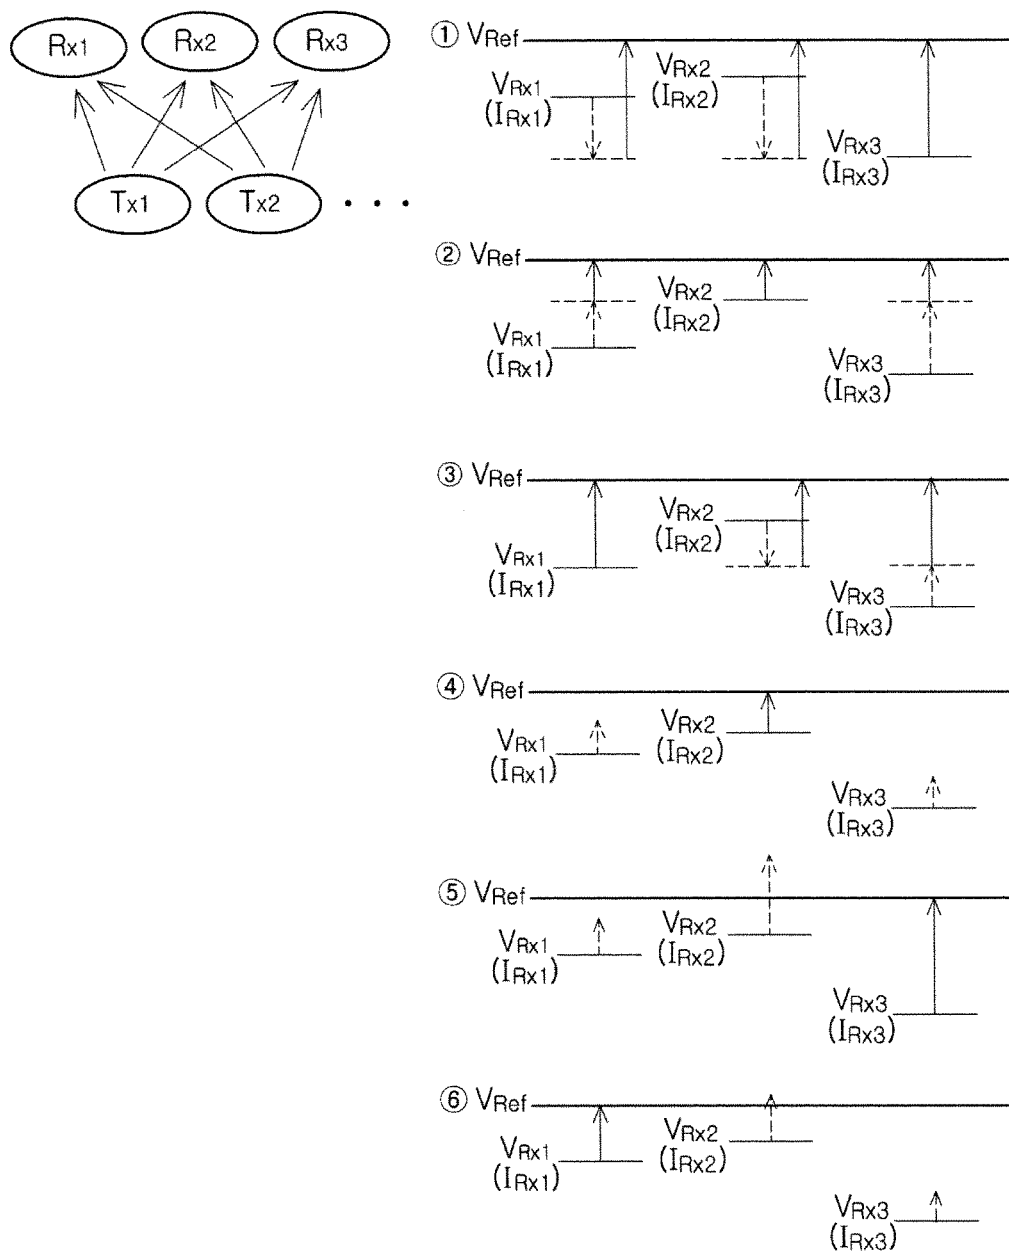 Rx1 Rx2 Rx3
Tx1 Tx2 . . .
① VRef
VRx1
(IRx1)
VRx2
(IRx2)
VRx3
(IRx3)
② VRef
VRx1
(IRx1)
VRx2
(IRx2)
VRx3
(IRx3)
③ VRef
VRx1
(IRx1)
VRx2
(IRx2)
VRx3
(IRx3)
④ VRef
VRx1
(IRx1)
VRx2
(IRx2)
VRx3
(IRx3)
⑤ VRef
VRx1
(IRx1)
VRx2
(IRx2)
VRx3
(IRx3)
⑥ VRef
VRx1
(IRx1)
VRx2
(IRx2)
VRx3
(IRx3)